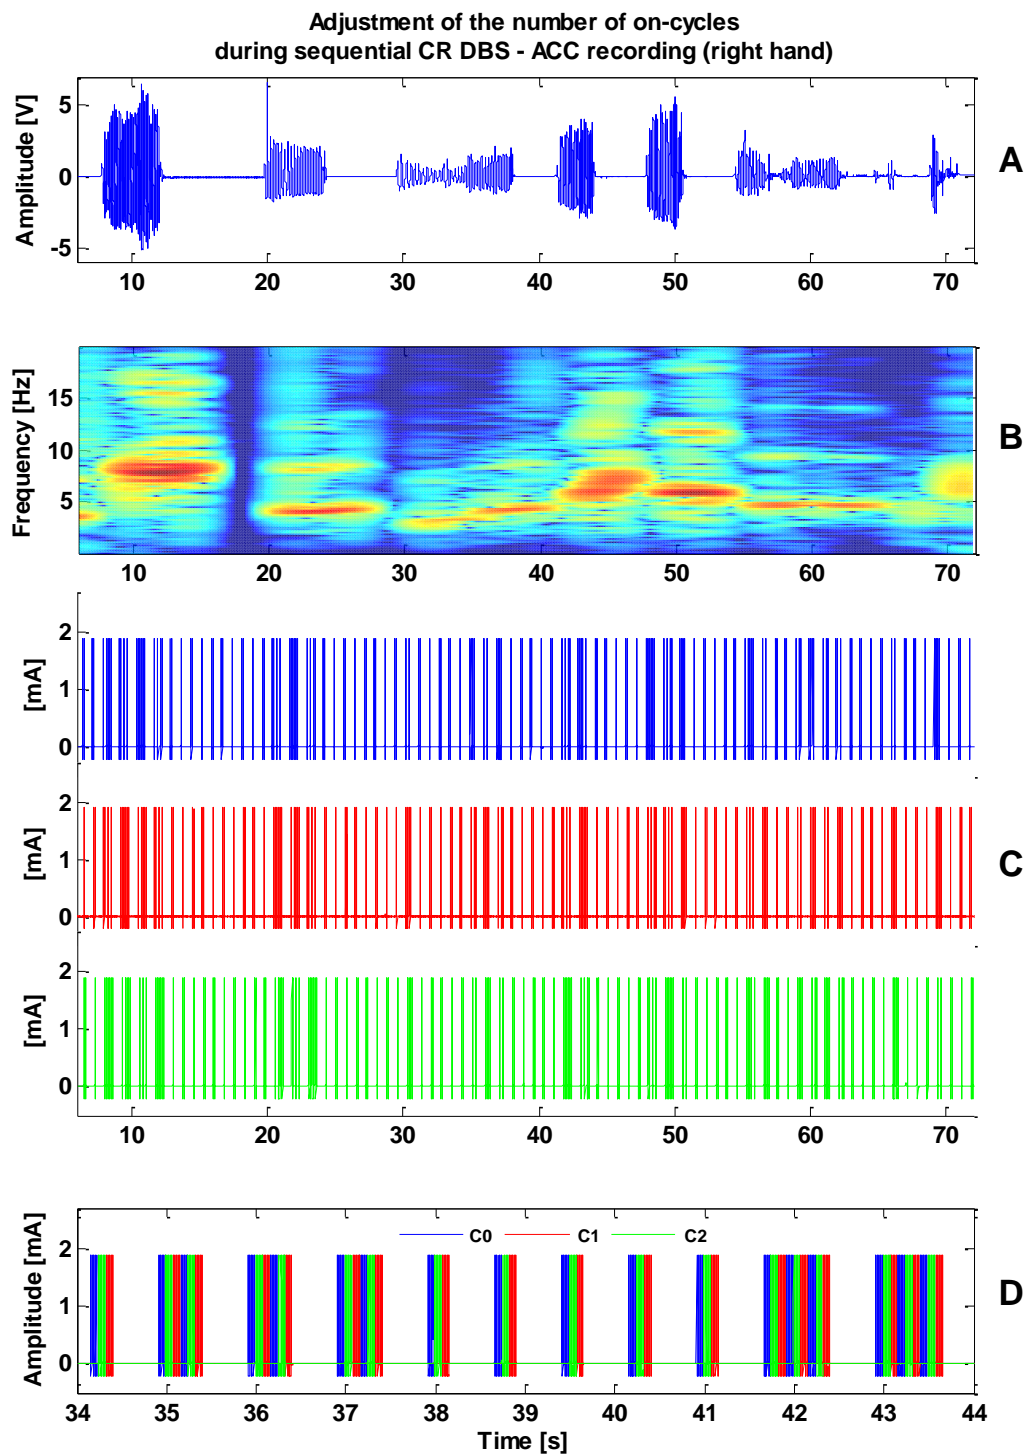 Adjustment of the number of on-cycles
during sequential CR DBS - ACC recording (right hand)
Amplitude [V]
5
0
-5
10 20 30 40 50 60 70
A
Frequency [Hz]
15
10
5
10 20 30 40 50 60 70
B
[mA]
2
1
0
[mA]
2
1
0
C
[mA]
2
1
0
10 20 30 40 50 60 70
Amplitude [mA]
2
1
0
C0 C1 C2
D
34 35 36 37 38 39 40 41 42 43 44
Time [s]